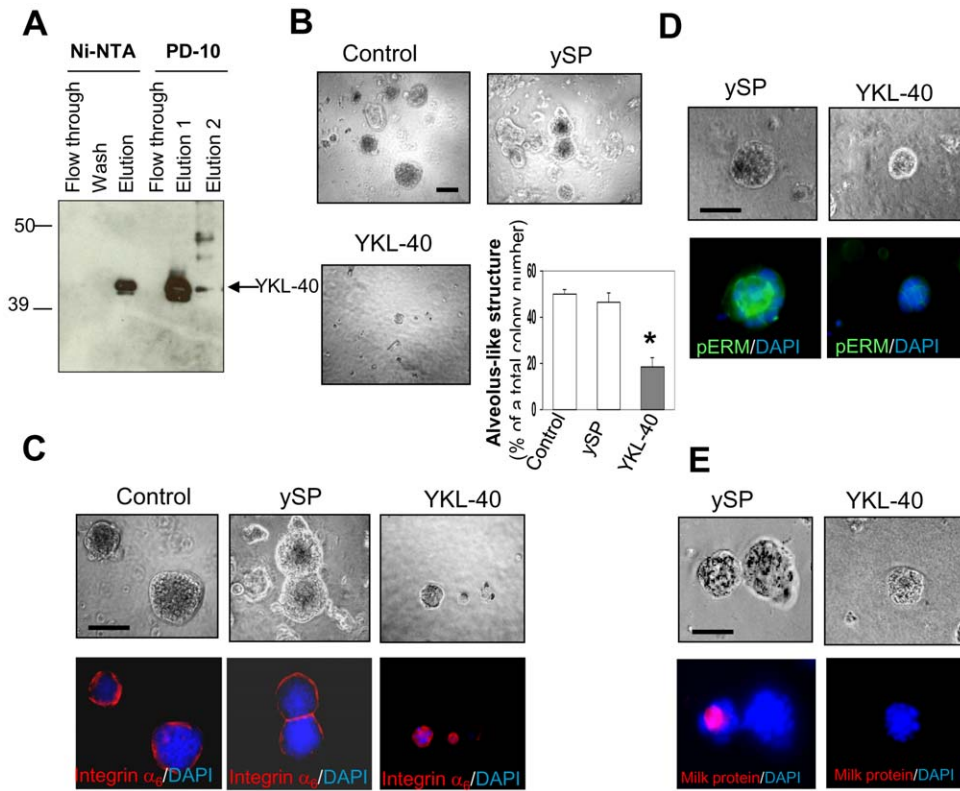 A
Ni-NTA PD-10
Flow through
Wash
Elution
Flow through
Elution 1
Elution 2
50
39
YKL-40
B
Control
ySP
YKL-40
Alveolus-like structure
(% of a total colony number)
60
40
20
0
Control
ySP
YKL-40
*
C
Control
ySP
YKL-40
Integrin α6/DAPI
Integrin α6/DAPI
Integrin α6/DAPI
D
ySP
YKL-40
pERM/DAPI
pERM/DAPI
E
ySP
YKL-40
Milk protein/DAPI
Milk protein/DAPI